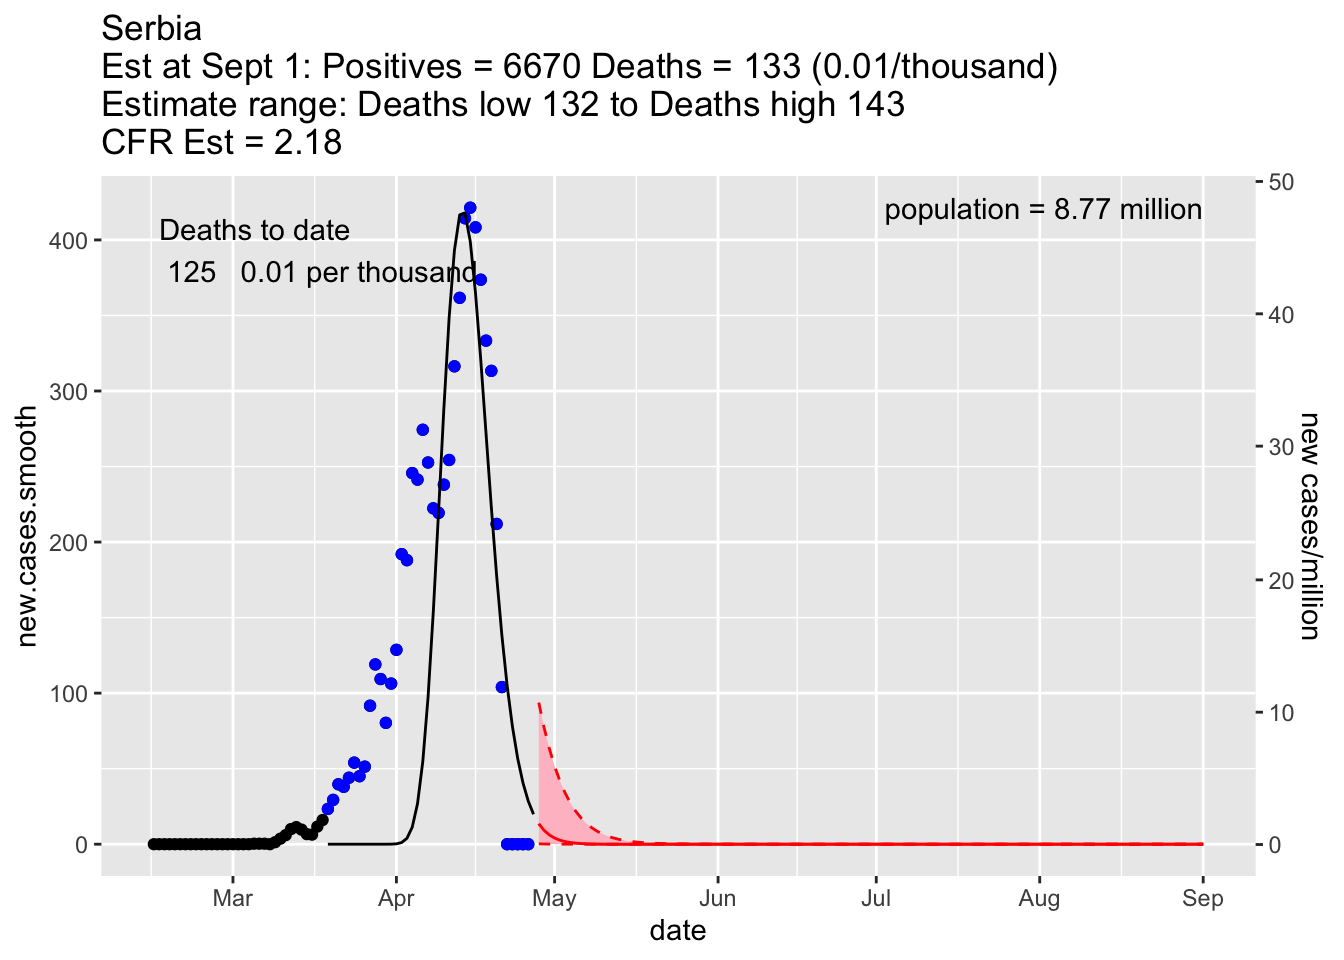 Serbia
Est at Sept 1: Positives = 6670 Deaths = 133 (0.01/thousand)
Estimate range: Deaths low 132 to Deaths high 143
CFR Est = 2.18
Deaths to date
125 0.01 per thousand
population = 8.77 million
new.cases.smooth
400
300
200
100
0
50
40
30
20
10
0
new cases/million
Mar Apr May Jun Jul Aug Sep
date